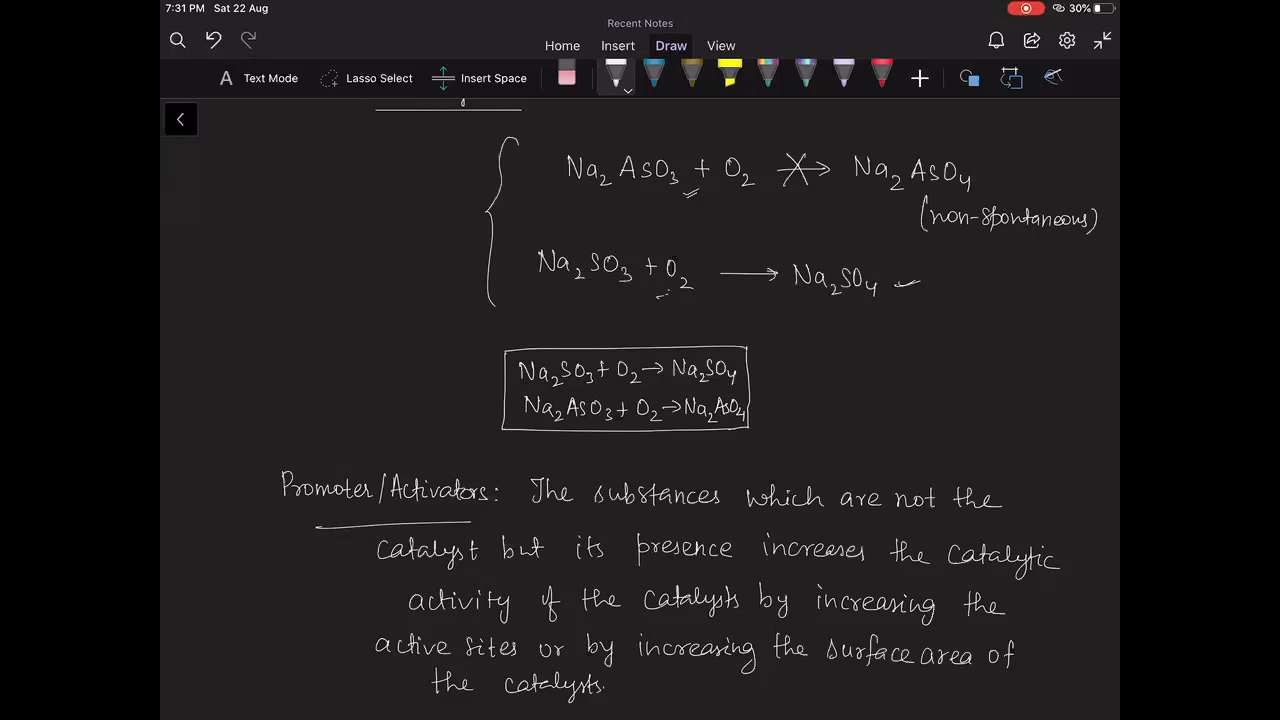 7:31 PM Sat 22 Aug
30%
Recent Notes
Home Insert Draw View
Text Mode Lasso Select Insert Space
Na₂AsO₃ + O₂ → Na₂AsO₄
(non-spontaneous)
Na₂SO₃ + O₂ → Na₂SO₄
Na₂SO₃ + O₂ → Na₂SO₄
Na₂AsO₃ + O₂ → Na₂AsO₄
Promoter/Activators: The substances which are not the
catalyst but its presence increases the catalytic
activity of the catalysts by increasing the
active sites or by increasing the surface area of
the catalysts.